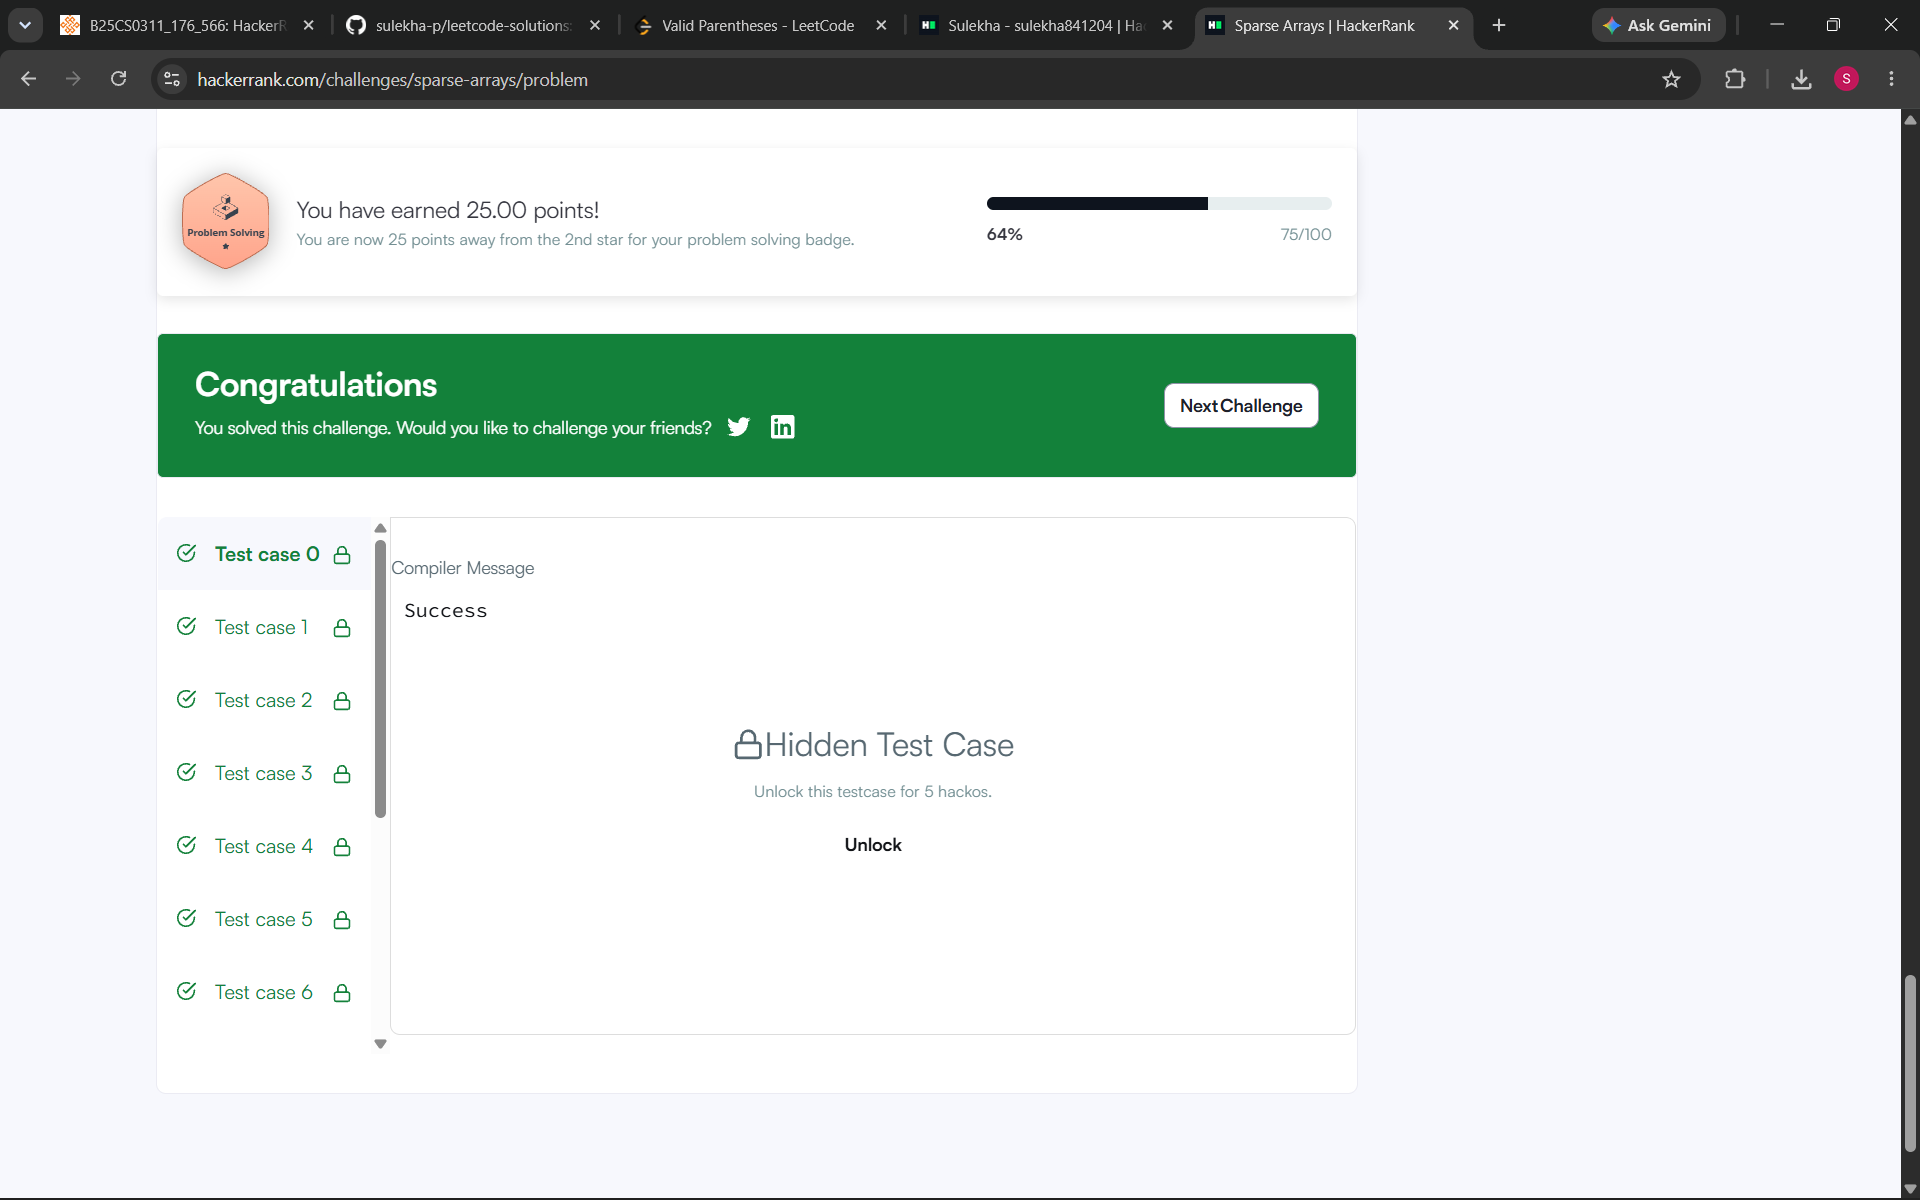 B25CS0311_176_566: HackerR
sulekha-p/leetcode-solutions:
Valid Parentheses - LeetCode
Sulekha - sulekha841204 | Ha
Sparse Arrays | HackerRank
Ask Gemini
hackerrank.com/challenges/sparse-arrays/problem
S
Problem Solving
You have earned 25.00 points!
You are now 25 points away from the 2nd star for your problem solving badge.
64%
75/100
Congratulations
You solved this challenge. Would you like to challenge your friends?
in
Next Challenge
Test case 0
Test case 1
Test case 2
Test case 3
Test case 4
Test case 5
Test case 6
Compiler Message
Success
Hidden Test Case
Unlock this testcase for 5 hackos.
Unlock